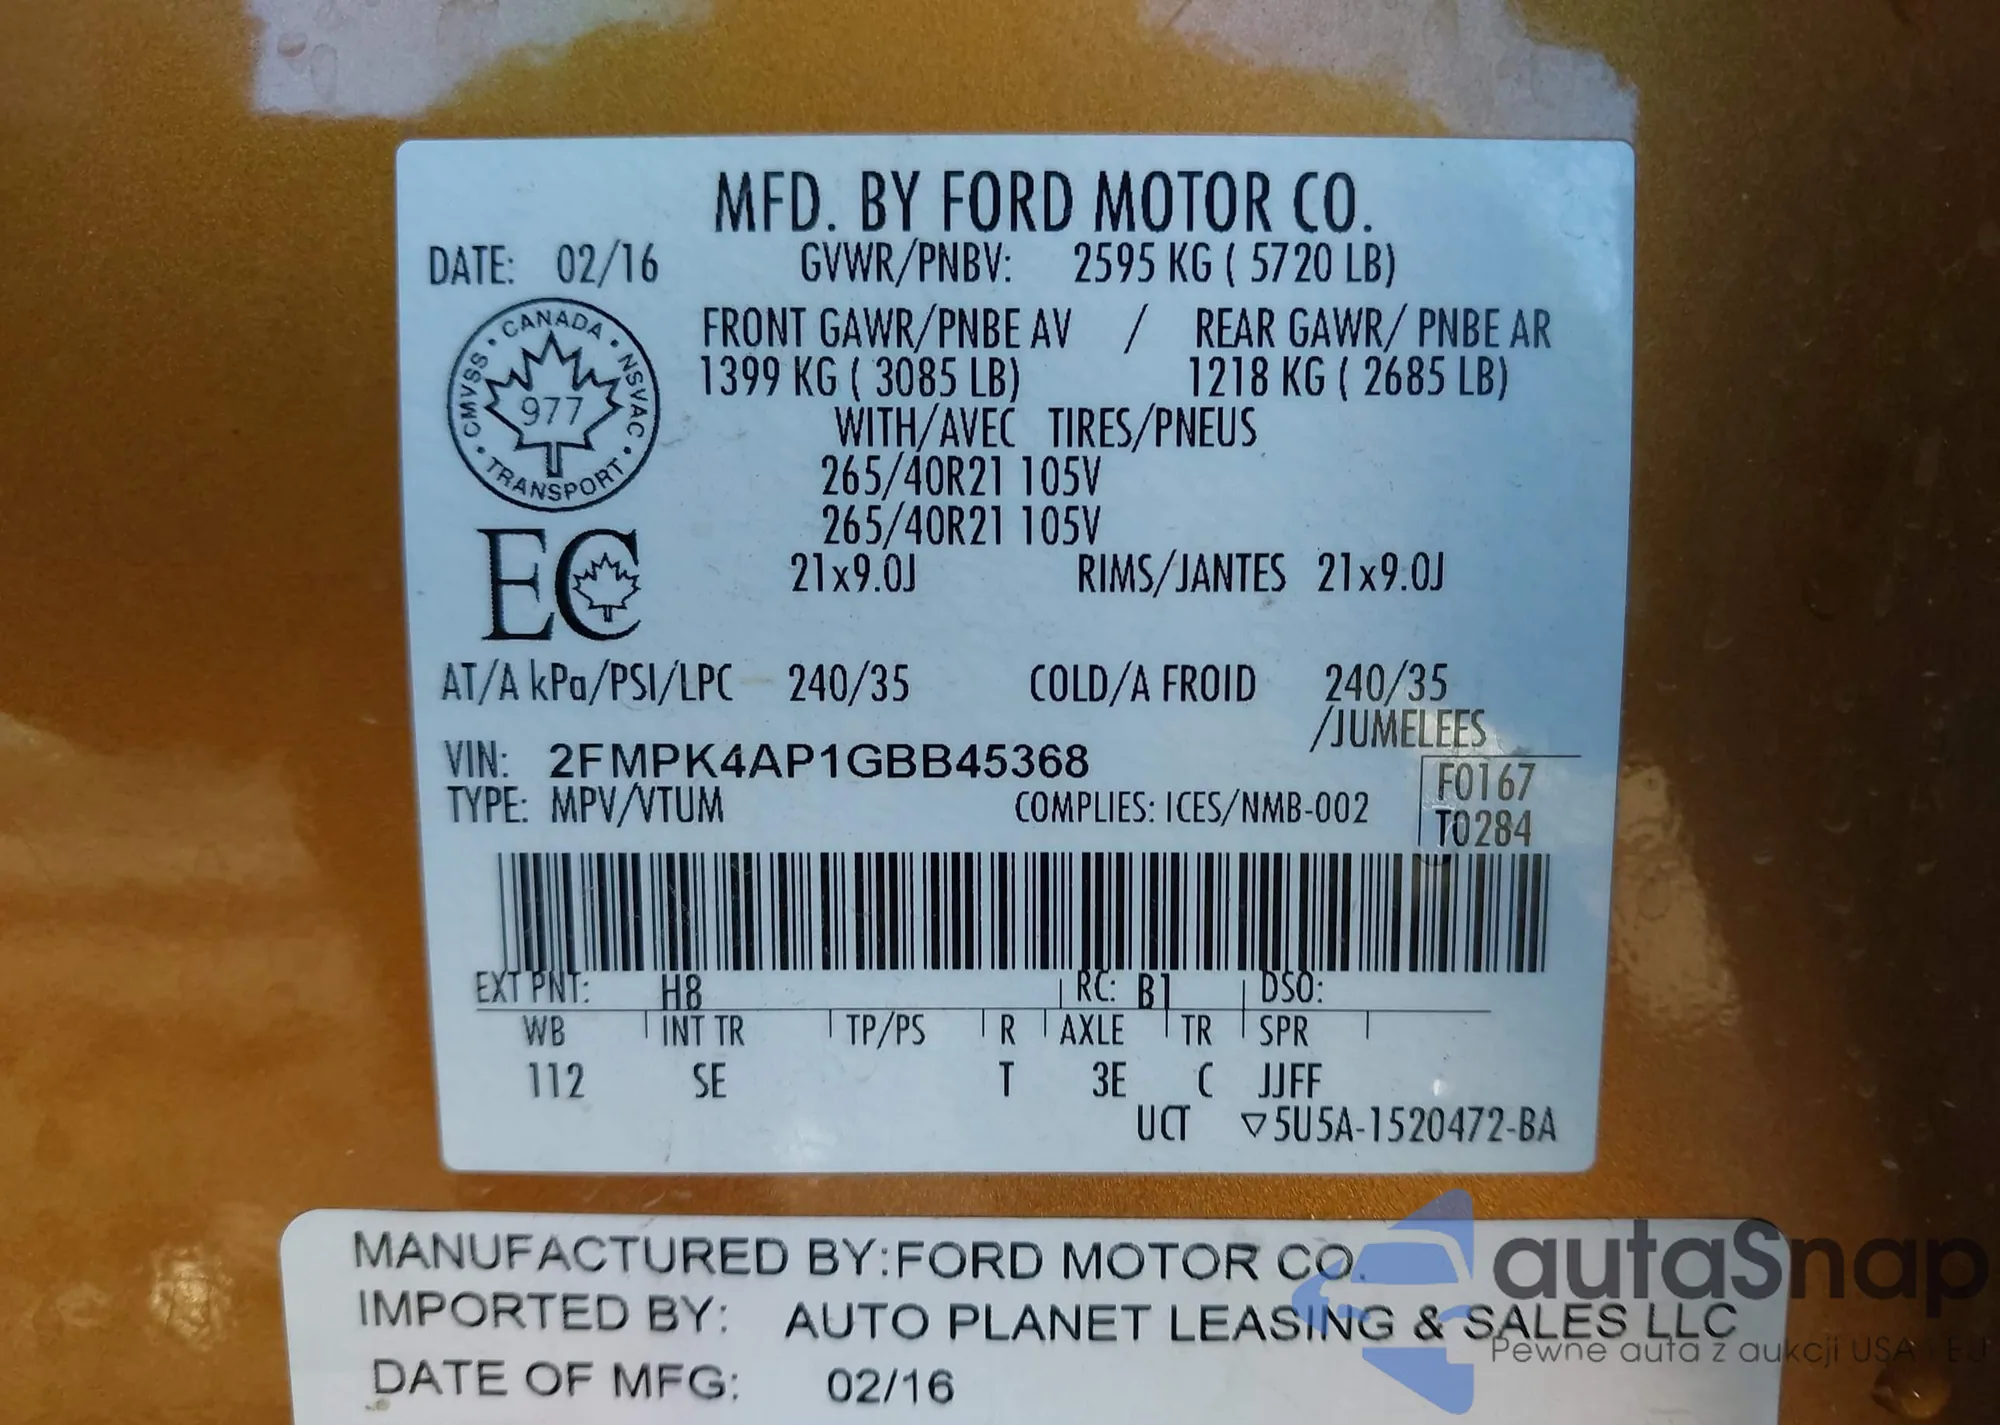 MFD. BY FORD MOTOR CO.
DATE: 02/16 GVWR/PNBV: 2595 KG ( 5720 LB)
CANADA · NSVAC · TRANSPORT · CMVSS ·
977
FRONT GAWR/PNBE AV / REAR GAWR/ PNBE AR
1399 KG ( 3085 LB) 1218 KG ( 2685 LB)
WITH/AVEC TIRES/PNEUS
265/40R21 105V
265/40R21 105V
EC
21x9.0J RIMS/JANTES 21x9.0J
AT/A kPa/PSI/LPC 240/35 COLD/A FROID 240/35
/JUMELEES
VIN: 2FMPK4AP1GBB45368
F0167
TYPE: MPV/VTUM COMPLIES: ICES/NMB-002
T0284
EXT PNT: H8 RC: B1 DSO:
WB INT TR TP/PS R AXLE TR SPR
112 SE T 3E C JJFF
UCT ▽5U5A-1520472-BA
MANUFACTURED BY:FORD MOTOR CO.
IMPORTED BY: AUTO PLANET LEASING & SALES LLC
DATE OF MFG: 02/16
autaSnap
Pewne auta z aukcji USA i EU